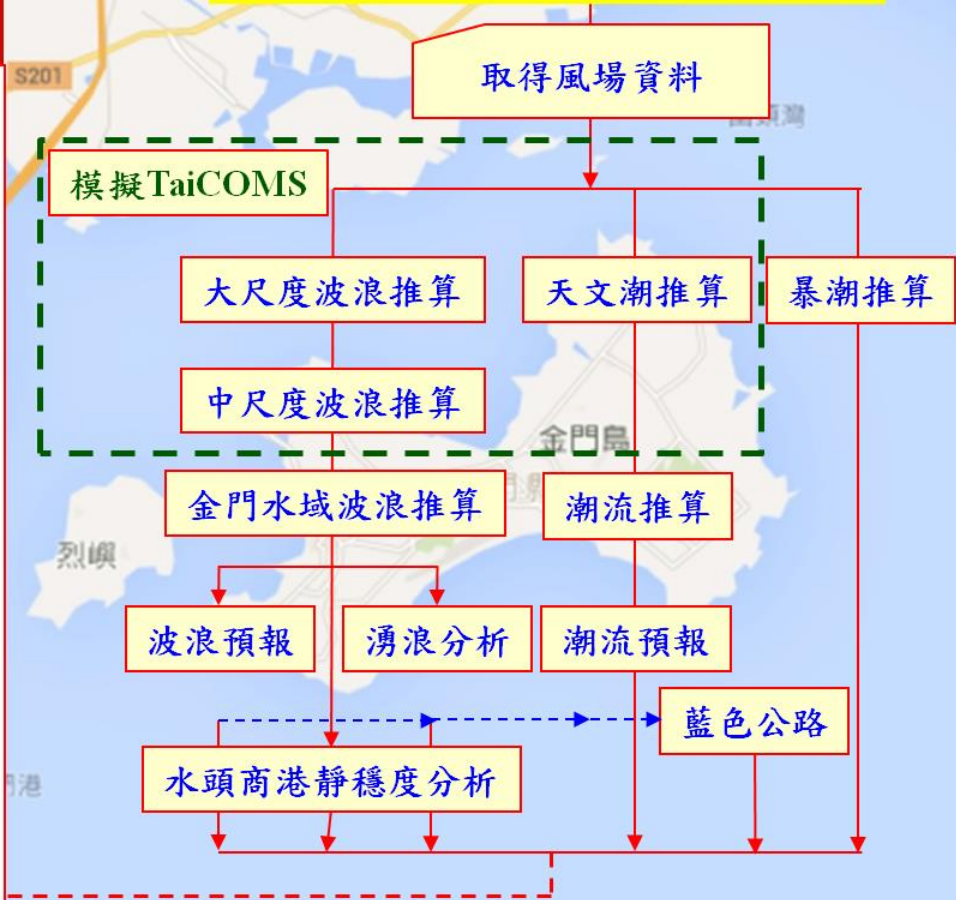 S201
取得風場資料
模擬TaiCOMS
大尺度波浪推算
天文潮推算
暴潮推算
中尺度波浪推算
金門島
金門水域波浪推算
潮流推算
烈嶼
波浪預報
湧浪分析
潮流預報
藍色公路
水頭商港靜穩度分析